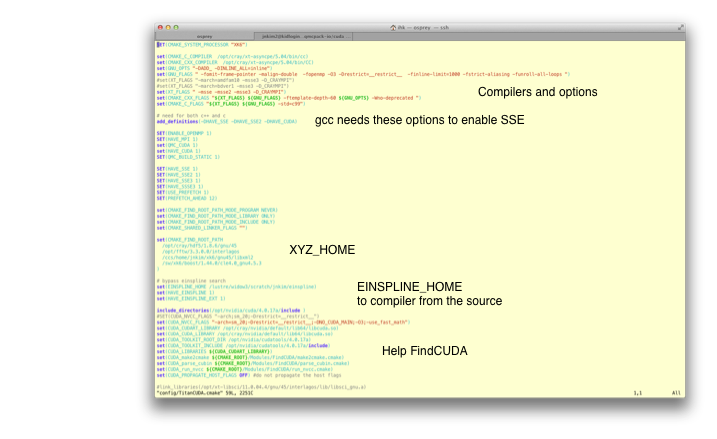 jhk — osprey — ssh
osprey
SET(CMAKE_SYSTEM_PROCESSOR "XK6")
set(CMAKE_C_COMPILER /opt/cray/xt-asyncpe/5.04/bin/cc)
set(CMAKE_CXX_COMPILER /opt/cray/xt-asyncpe/5.04/bin/CC)
set(GNU_OPTS "-DADD_ -DINLINE_ALL=inline")
set(GNU_FLAGS " -fomit-frame-pointer -malign-double -fopenmp -O3 -Drestrict=__restrict__ -finline-limit=1000 -fstrict-aliasing -funroll-all-loops ")
#set(XT_FLAGS "-march=amdfam10 -msse3 -D_CRAYMPI")
#set(XT_FLAGS "-march=bdver1 -msse3 -D_CRAYMPI")
set(XT_FLAGS " -msse -msse2 -msse3 -D_CRAYMPI")
set(CMAKE_CXX_FLAGS "${XT_FLAGS} ${GNU_FLAGS} -ftemplate-depth-60 ${GNU_OPTS} -Wno-deprecated ")
set(CMAKE_C_FLAGS "${XT_FLAGS} ${GNU_FLAGS} -std=c99")
Compilers and options
# need for both c++ and c
add_definitions(-DHAVE_SSE -DHAVE_SSE2 -DHAVE_CUDA)
gcc needs these options to enable SSE
SET(ENABLE_OPENMP 1)
SET(HAVE_MPI 1)
set(QMC_CUDA 1)
set(HAVE_CUDA 1)
SET(QMC_BUILD_STATIC 1)
SET(HAVE_SSE 1)
SET(HAVE_SSE2 1)
SET(HAVE_SSE3 1)
SET(HAVE_SSSE3 1)
SET(USE_PREFETCH 1)
SET(PREFETCH_AHEAD 12)
set(CMAKE_FIND_ROOT_PATH_MODE_PROGRAM NEVER)
set(CMAKE_FIND_ROOT_PATH_MODE_LIBRARY ONLY)
set(CMAKE_FIND_ROOT_PATH_MODE_INCLUDE ONLY)
set(CMAKE_SHARED_LINKER_FLAGS "")
set(CMAKE_FIND_ROOT_PATH
/opt/cray/hdf5/1.8.6/gnu/45
/opt/fftw/3.3.0.0/interlagos
/ccs/home/jnkim/xk6/gnu45/libxml2
/sw/xk6/boost/1.44.0/cle4.0_gnu4.5.3
)
XYZ_HOME
# bypass einspline search
set(EINSPLINE_HOME /lustre/widow3/scratch/jnkim/einspline)
set(HAVE_EINSPLINE 1)
set(HAVE_EINSPLINE_EXT 1)
EINSPLINE_HOME
to compiler from the source
include_directories(/opt/nvidia/cuda/4.0.17a/include )
#SET(CUDA_NVCC_FLAGS "-arch=sm_20;-Drestrict=__restrict__")
set(CUDA_NVCC_FLAGS "-arch=sm_20;-Drestrict=__restrict__;-DNO_CUDA_MAIN;-O3;-use_fast_math")
set(CUDA_CUDART_LIBRARY /opt/cray/nvidia/default/lib64/libcuda.so)
set(CUDA_CUDA_LIBRARY /opt/cray/nvidia/default/lib64/libcuda.so)
set(CUDA_TOOLKIT_ROOT_DIR /opt/nvidia/cudatools/4.0.17a)
set(CUDA_TOOLKIT_INCLUDE /opt/nvidia/cudatools/4.0.17a/include)
set(CUDA_LIBRARIES ${CUDA_CUDART_LIBRARY})
set(CUDA_make2cmake ${CMAKE_ROOT}/Modules/FindCUDA/make2cmake.cmake)
set(CUDA_parse_cubin ${CMAKE_ROOT}/Modules/FindCUDA/parse_cubin.cmake)
set(CUDA_run_nvcc ${CMAKE_ROOT}/Modules/FindCUDA/run_nvcc.cmake)
set(CUDA_PROPAGATE_HOST_FLAGS OFF) #do not propagate the host flags
Help FindCUDA
#link_libraries(/opt/xt-libsci/11.0.04.4/gnu/45/interlagos/lib/libsci_gnu.a)
"config/TitanCUDA.cmake" 59L, 2253C 1,1 All